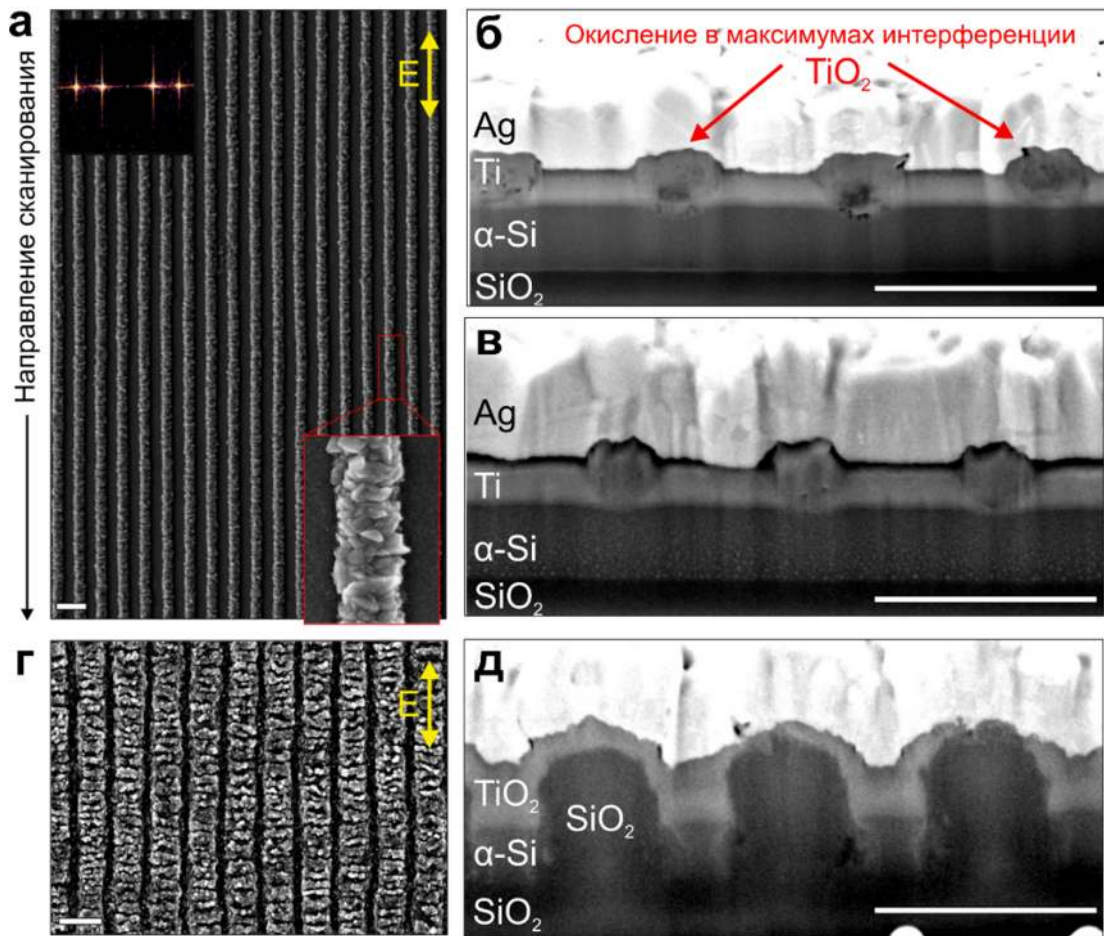 а
E
Направление сканирования
б
Окисление в максимумах интерференции
TiO₂
Ag
Ti
α-Si
SiO₂
в
Ag
Ti
α-Si
SiO₂
г
E
д
TiO₂
SiO₂
α-Si
SiO₂